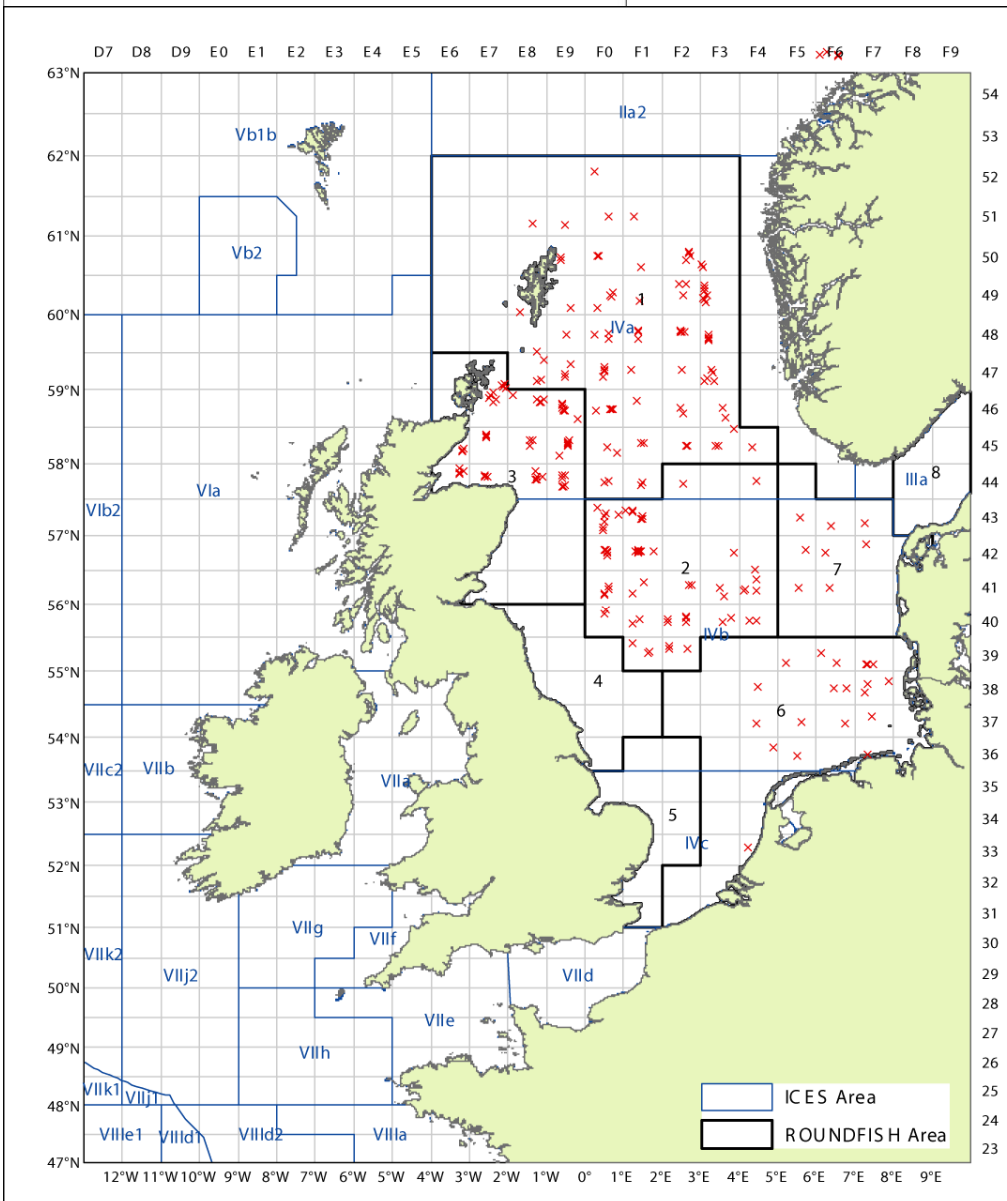 D7 D8 D9 E0 E1 E2 E3 E4 E5 E6 E7 E8 E9 F0 F1 F2 F3 F4 F5 F6 F7 F8 F9
63°N
54
IIa2
Vb1b
53
62°N
52
51
61°N
Vb2
50
1
49
60°N
IVa
47
59°N
46
8
45
58°N
3
IIIa
44
VIa
VIb2
43
57°N
1
42
2
7
41
56°N
40
IVb
39
55°N
4
38
6
37
54°N
VIIc2
VIIb
36
VIIa
35
53°N
5
34
IVc
33
52°N
32
31
51°N
VIIg
VIIf
30
VIIk2
VIIj2
VIId
29
50°N
28
VIIe
27
49°N
VIIh
26
VIIk1
VIIj1
25
ICES Area
48°N
24
VIIIe1
VIIId1
VIIId2
VIIIa
ROUNDFISH Area
23
47°N
12°W 11°W 10°W 9°W 8°W 7°W 6°W 5°W 4°W 3°W 2°W 1°W 0° 1°E 2°E 3°E 4°E 5°E 6°E 7°E 8°E 9°E